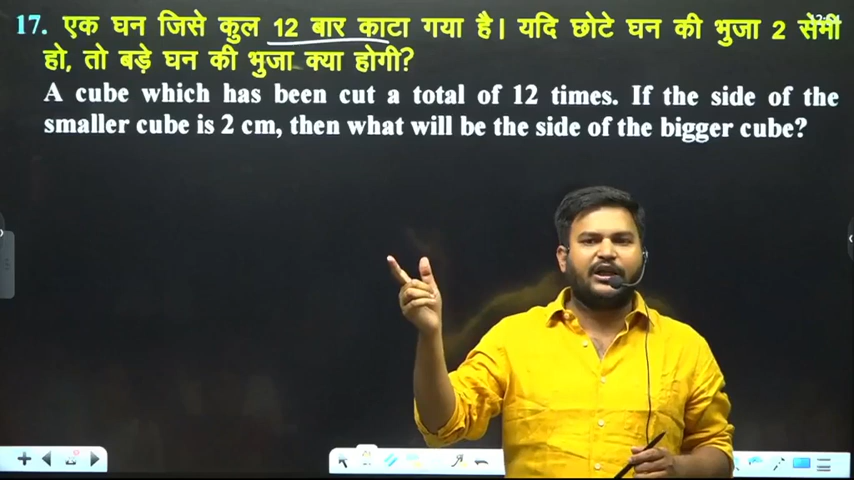 17. एक घन जिसे कुल 12 बार काटा गया है। यदि छोटे घन की भुजा 2 सेमी
हो, तो बड़े घन की भुजा क्या होगी?
A cube which has been cut a total of 12 times. If the side of the
smaller cube is 2 cm, then what will be the side of the bigger cube?